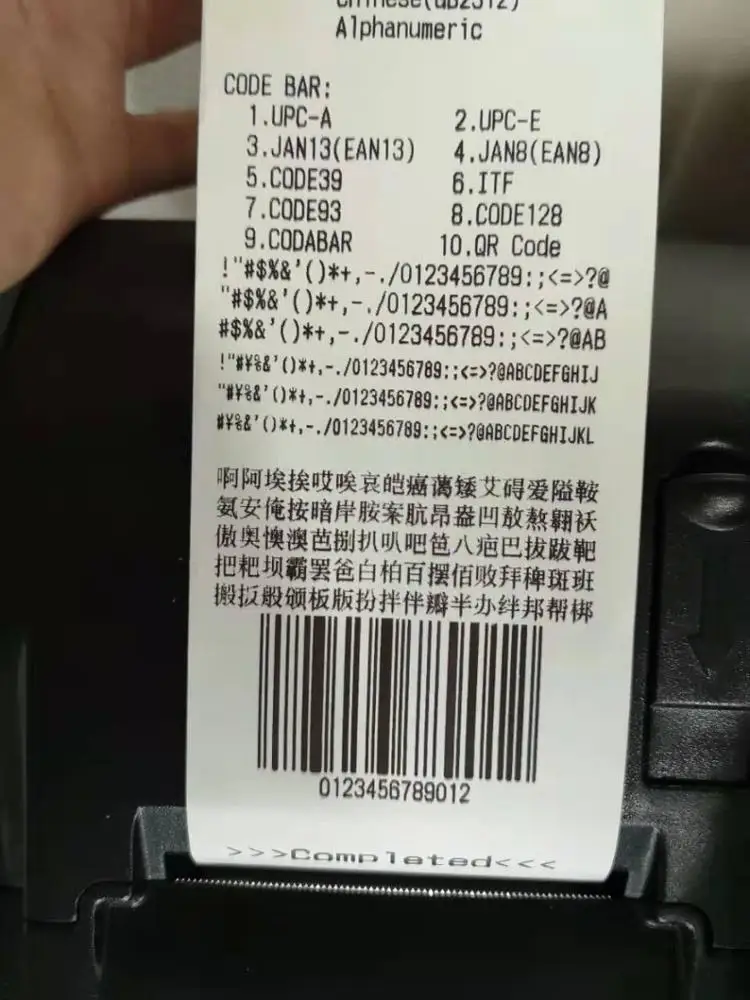 Chinese(GB2312)
Alphanumeric
CODE BAR:
1.UPC-A 2.UPC-E
3.JAN13(EAN13) 4.JAN8(EAN8)
5.CODE39 6.ITF
7.CODE93 8.CODE128
9.CODABAR 10.QR Code
!"#$%&'()*+,-./0123456789:;<=>?@
"#$%&'()*+,-./0123456789:;<=>?@A
#$%&'()*+,-./0123456789:;<=>?@AB
!"#¥%&'()*+,-./0123456789:;<=>?@ABCDEFGHIJ
"#¥%&'()*+,-./0123456789:;<=>?@ABCDEFGHIJK
#¥%&'()*+,-./0123456789:;<=>?@ABCDEFGHIJKL
啊阿埃挨哎唉哀皑癌蔼矮艾碍爱隘鞍
氨安俺按暗岸胺案肮昂盎凹敖熬翱袄
傲奥懊澳芭捌扒叭吧笆八疤巴拔跋靶
把耙坝霸罢爸白柏百摆佰败拜稗斑班
搬扳般颁板版扮拌伴瓣半办绊邦帮梆
0123456789012
>>>Completed<<<